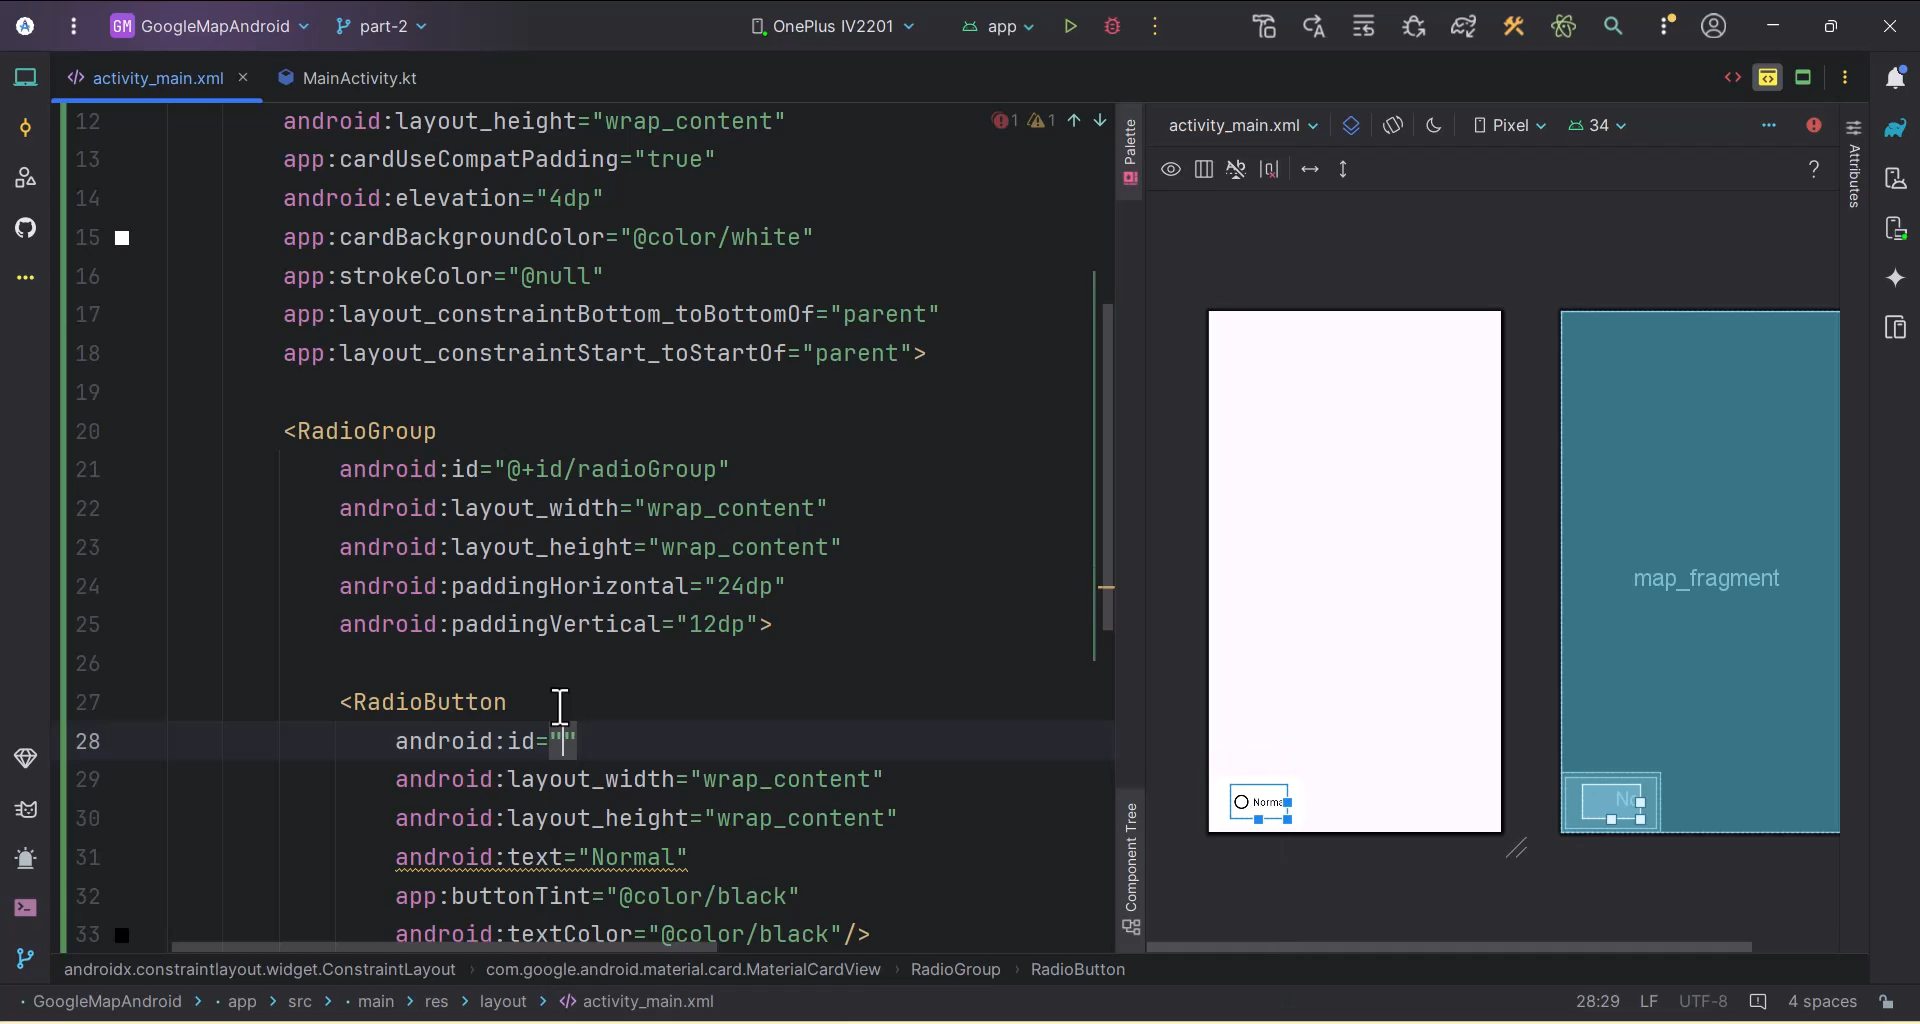 GM GoogleMapAndroid part-2 OnePlus IV2201 app
activity_main.xml MainActivity.kt
12 android:layout_height="wrap_content" 1 1
13 app:cardUseCompatPadding="true"
14 android:elevation="4dp"
15 app:cardBackgroundColor="@color/white"
16 app:strokeColor="@null"
17 app:layout_constraintBottom_toBottomOf="parent"
18 app:layout_constraintStart_toStartOf="parent">
19
20 <RadioGroup
21 android:id="@+id/radioGroup"
22 android:layout_width="wrap_content"
23 android:layout_height="wrap_content"
24 android:paddingHorizontal="24dp"
25 android:paddingVertical="12dp">
26
27 <RadioButton
28 android:id=""
29 android:layout_width="wrap_content"
30 android:layout_height="wrap_content"
31 android:text="Normal"
32 app:buttonTint="@color/black"
33 android:textColor="@color/black"/>
Palette
Component Tree
activity_main.xml Pixel 34
?
Attributes
map_fragment
Norma
No
androidx.constraintlayout.widget.ConstraintLayout com.google.android.material.card.MaterialCardView RadioGroup RadioButton
GoogleMapAndroid app src main res layout activity_main.xml 28:29 LF UTF-8 4 spaces